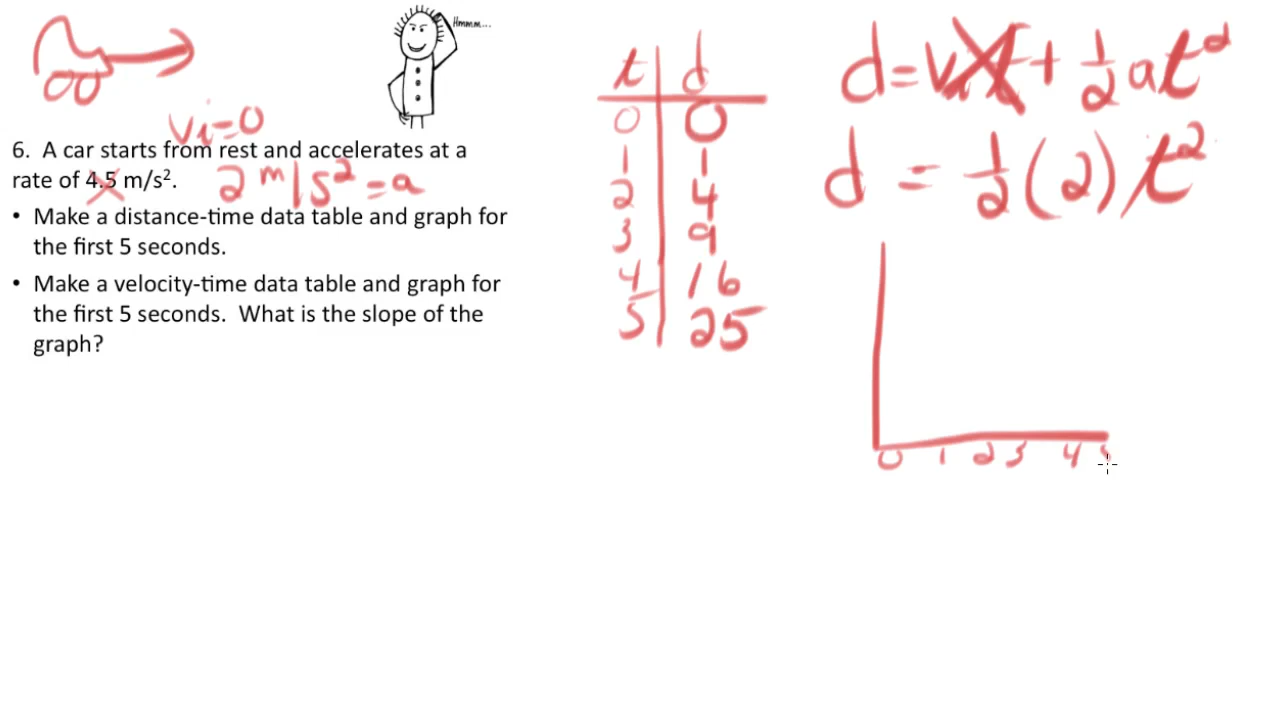 Hmmm...
vi=0
6. A car starts from rest and accelerates at a
rate of 4.5 m/s². 2 m/s² = a
• Make a distance-time data table and graph for
the first 5 seconds.
• Make a velocity-time data table and graph for
the first 5 seconds. What is the slope of the
graph?
t d
0 0
1 1
2 4
3 9
4 16
5 25
d = vit + 1/2 at²
d = 1/2 (2) t²
0 1 2 3 4